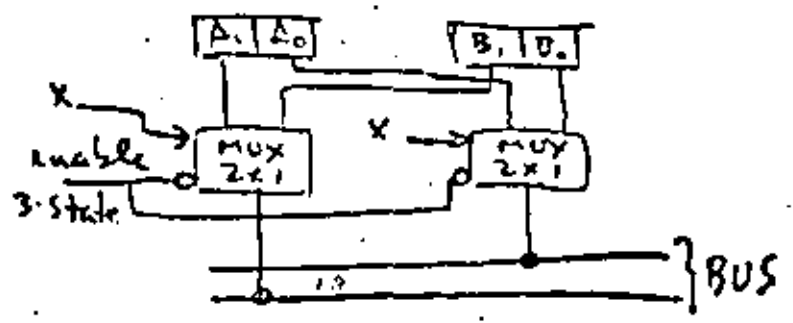 A₁ A₀
B₁ B₀
X
X
MUX
2x1
MUX
2x1
enable
3-state
BUS